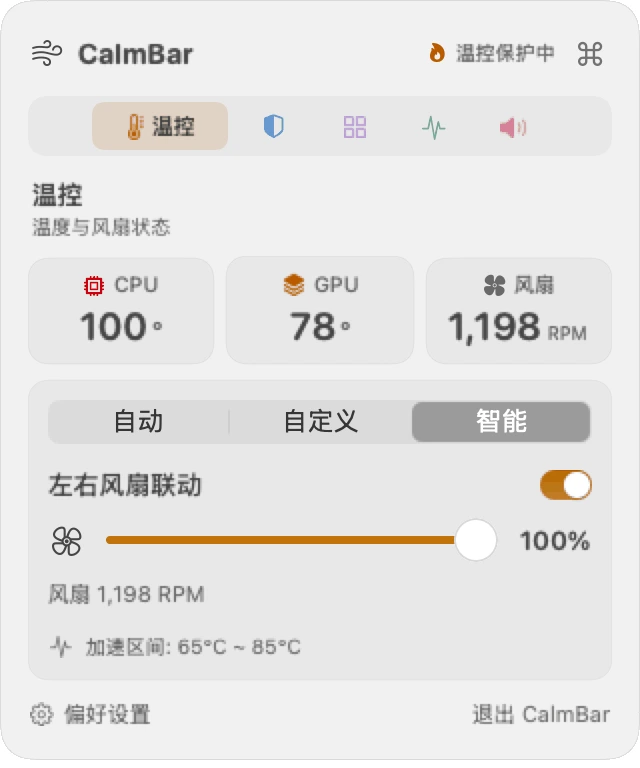 CalmBar 温控保护中
温控
温控
温度与风扇状态
CPU GPU 风扇
100° 78° 1,198 RPM
自动 自定义 智能
左右风扇联动
100%
风扇 1,198 RPM
加速区间: 65°C ~ 85°C
偏好设置 退出 CalmBar